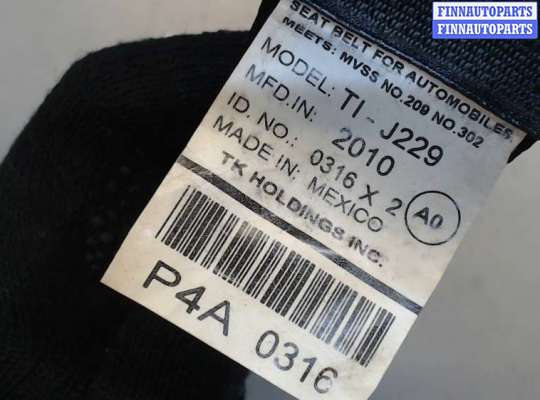 FINNAUTOPARTS
FINNAUTOPARTS
SEAT BELT FOR AUTOMOBILES.
MEETS: MVSS NO.209 NO.302
MODEL: TI-J229
MFD.IN: 2010
ID. NO.: 0316 X 2 A0
MADE IN: MEXICO
TK HOLDINGS INC.
P4A 0316